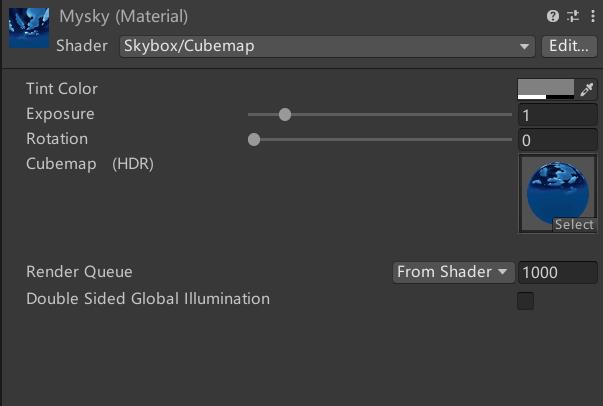 Mysky (Material)
Shader Skybox/Cubemap Edit...
Tint Color
Exposure 1
Rotation 0
Cubemap (HDR)
Select
Render Queue From Shader 1000
Double Sided Global Illumination